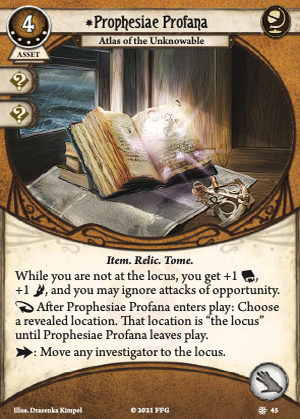 4
*Prophesiae Profana
Atlas of the Unknowable
ASSET
?
?
Item. Relic. Tome.
While you are not at the locus, you get +1 ,
+1 , and you may ignore attacks of opportunity.
After Prophesiae Profana enters play: Choose
a revealed location. That location is “the locus”
until Prophesiae Profana leaves play.
: Move any investigator to the locus.
Illus. Drazenka Kimpel
© 2021 FFG
45